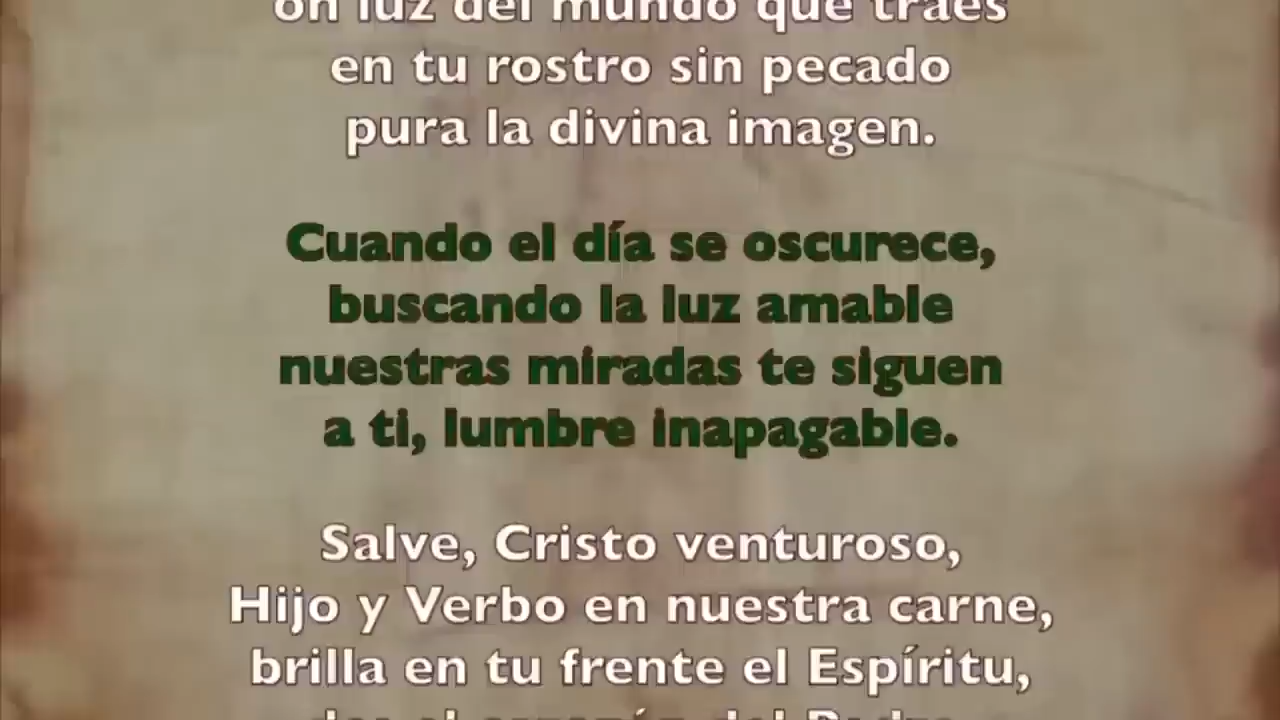 oh luz del mundo que traes
en tu rostro sin pecado
pura la divina imagen.
Cuando el día se oscurece,
buscando la luz amable
nuestras miradas te siguen
a ti, lumbre inapagable.
Salve, Cristo venturoso,
Hijo y Verbo en nuestra carne,
brilla en tu frente el Espíritu,